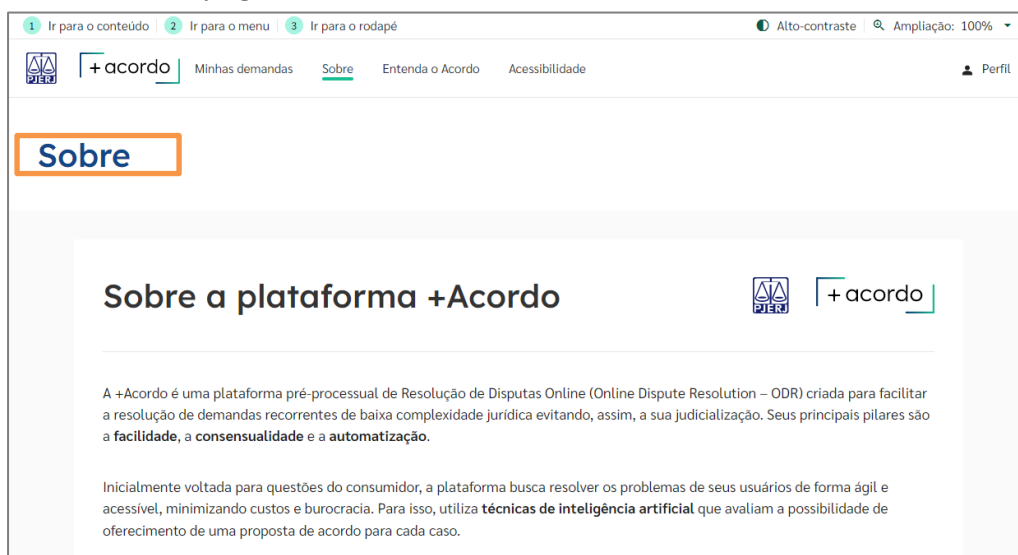 1 Ir para o conteúdo 2 Ir para o menu 3 Ir para o rodapé Alto-contraste Ampliação: 100%
PJERJ +acordo Minhas demandas Sobre Entenda o Acordo Acessibilidade Perfil
Sobre
Sobre a plataforma +Acordo PJERJ +acordo
A +Acordo é uma plataforma pré-processual de Resolução de Disputas Online (Online Dispute Resolution – ODR) criada para facilitar
a resolução de demandas recorrentes de baixa complexidade jurídica evitando, assim, a sua judicialização. Seus principais pilares são
a facilidade, a consensualidade e a automatização.
Inicialmente voltada para questões do consumidor, a plataforma busca resolver os problemas de seus usuários de forma ágil e
acessível, minimizando custos e burocracia. Para isso, utiliza técnicas de inteligência artificial que avaliam a possibilidade de
oferecimento de uma proposta de acordo para cada caso.